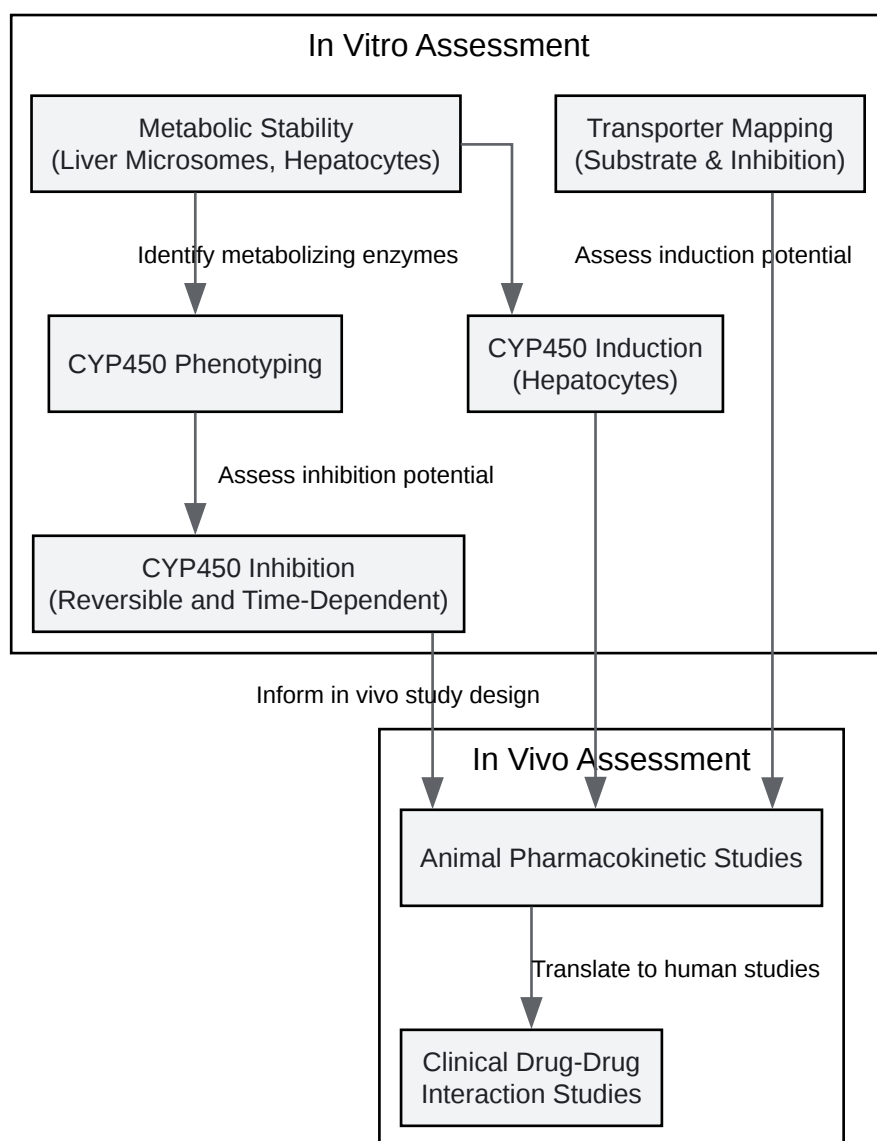 In Vitro Assessment
Metabolic Stability
(Liver Microsomes, Hepatocytes)
Transporter Mapping
(Substrate & Inhibition)
Identify metabolizing enzymes
Assess induction potential
CYP450 Phenotyping
CYP450 Induction
(Hepatocytes)
Assess inhibition potential
CYP450 Inhibition
(Reversible and Time-Dependent)
Inform in vivo study design
In Vivo Assessment
Animal Pharmacokinetic Studies
Translate to human studies
Clinical Drug-Drug
Interaction Studies